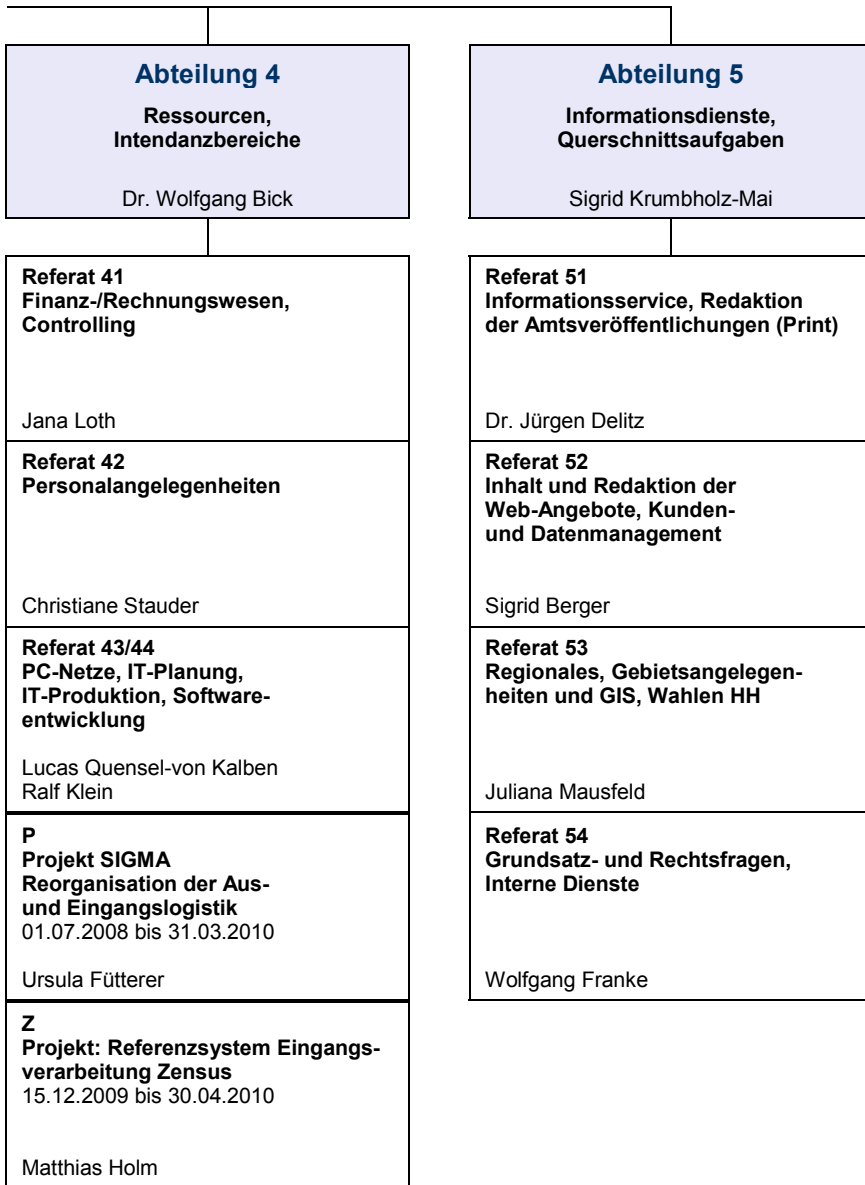 Abteilung 4
Ressourcen,
Intendanzbereiche
Dr. Wolfgang Bick
Referat 41
Finanz-/Rechnungswesen,
Controlling
Jana Loth
Referat 42
Personalangelegenheiten
Christiane Stauder
Referat 43/44
PC-Netze, IT-Planung,
IT-Produktion, Software-
entwicklung
Lucas Quensel-von Kalben
Ralf Klein
P
Projekt SIGMA
Reorganisation der Aus-
und Eingangslogistik
01.07.2008 bis 31.03.2010
Ursula Fütterer
Z
Projekt: Referenzsystem Eingangs-
verarbeitung Zensus
15.12.2009 bis 30.04.2010
Matthias Holm
Abteilung 5
Informationsdienste,
Querschnittsaufgaben
Sigrid Krumbholz-Mai
Referat 51
Informationsservice, Redaktion
der Amtsveröffentlichungen (Print)
Dr. Jürgen Delitz
Referat 52
Inhalt und Redaktion der
Web-Angebote, Kunden-
und Datenmanagement
Sigrid Berger
Referat 53
Regionales, Gebietsangelegen-
heiten und GIS, Wahlen HH
Juliana Mausfeld
Referat 54
Grundsatz- und Rechtsfragen,
Interne Dienste
Wolfgang Franke